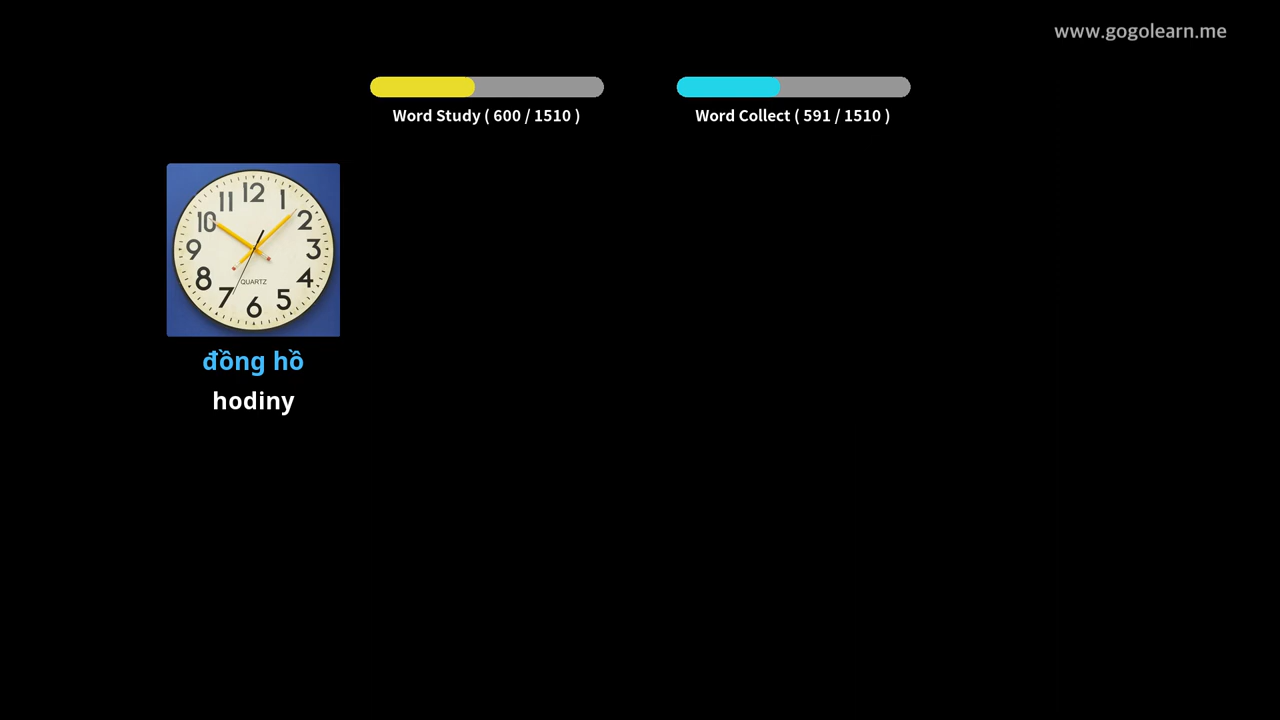 www.gogolearn.me
Word Study ( 600 / 1510 )
Word Collect ( 591 / 1510 )
12
11
1
10
2
9
3
8
4
QUARTZ
7
5
6
đồng hồ
hodiny